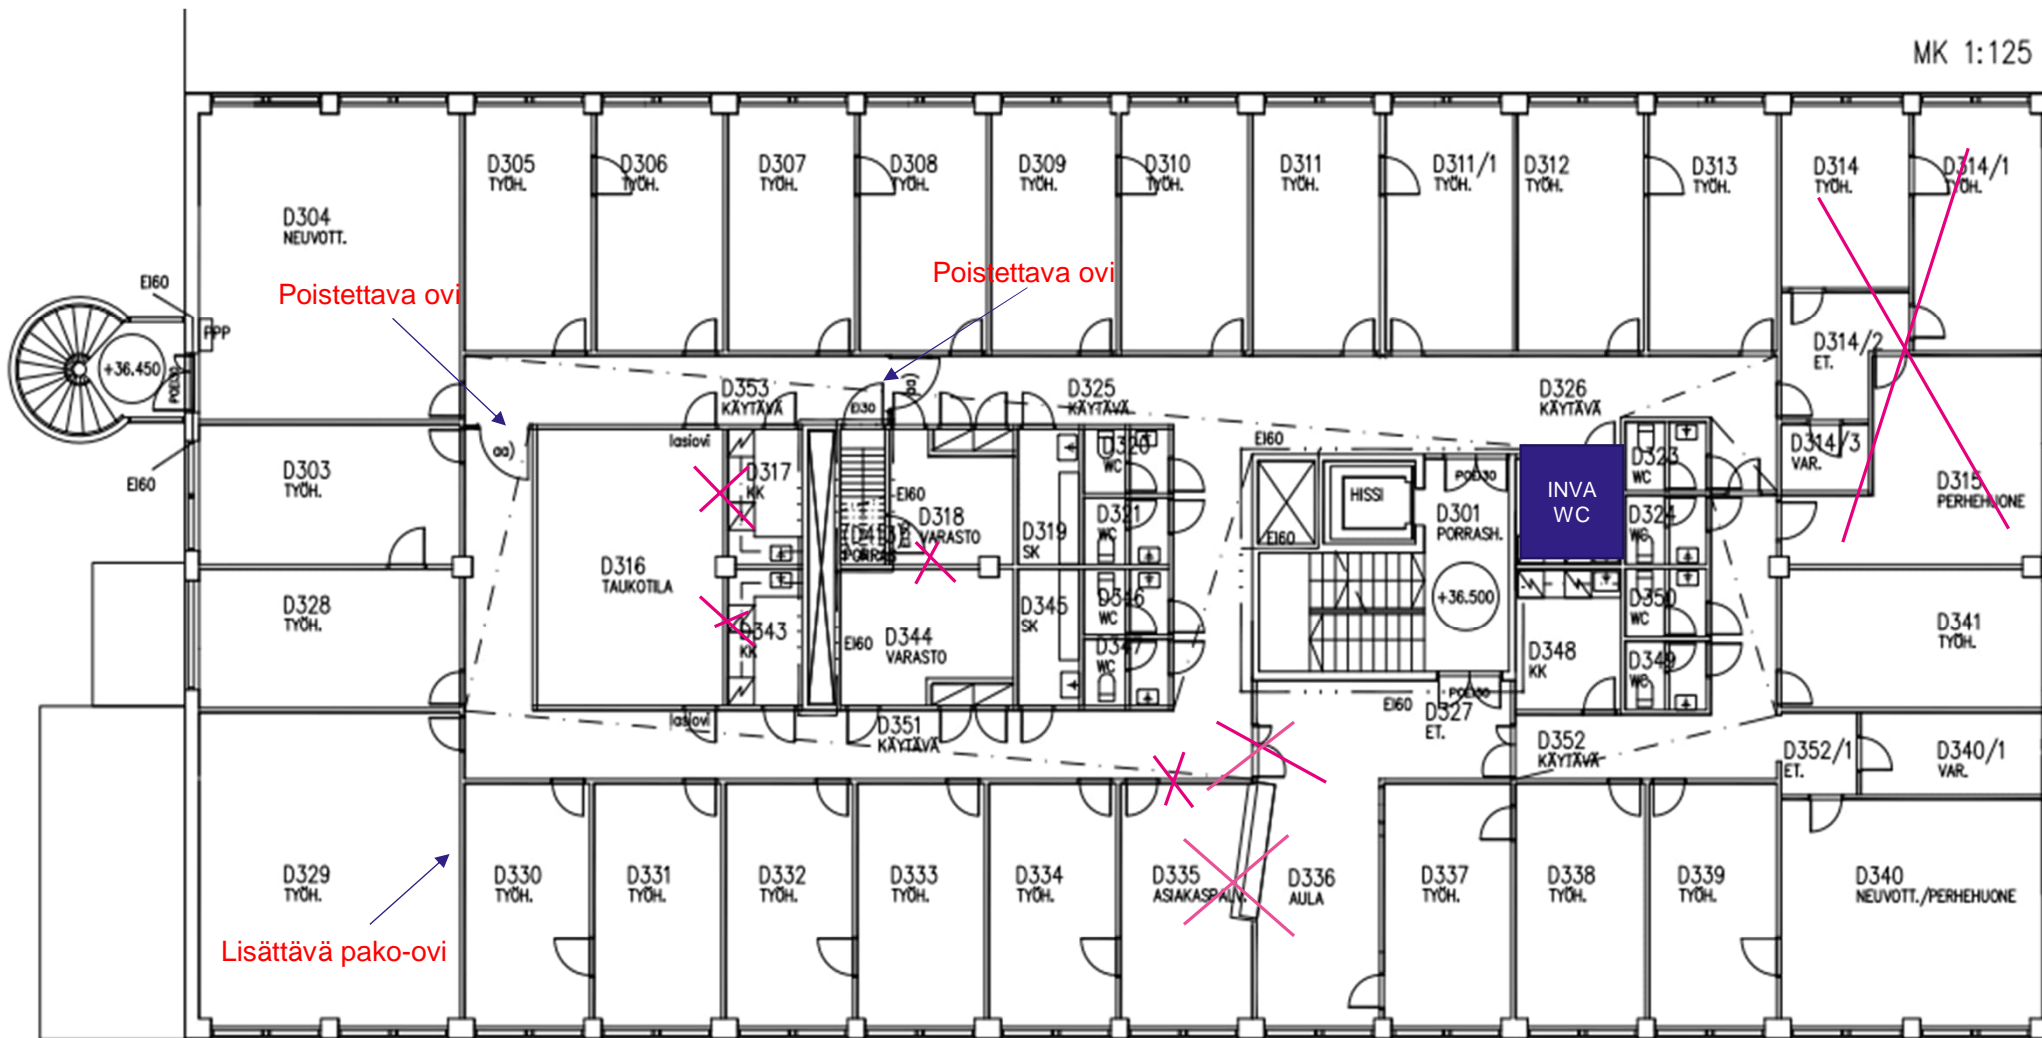 MK 1:125
D305
TYÖH.
D306
TYÖH.
D307
TYÖH.
D308
TYÖH.
D309
TYÖH.
D310
TYÖH.
D311
TYÖH.
D311/1
TYÖH.
D312
TYÖH.
D313
TYÖH.
D314
TYÖH.
D314/1
TYÖH.
D304
NEUVOTT.
EI60
Poistettava ovi
Poistettava ovi
PPP
+36.450
D314/2
ET.
D353
KÄYTÄVÄ
EI30
aa)
D325
KÄYTÄVÄ
D326
KÄYTÄVÄ
aa)
lasiovi
EI60
D303
TYÖH.
EI60
D317
KK
EI60
D318
VARASTO
D319
SK
D320
WC
D321
WC
EI60
HISSI
EI60
D301
PORRASH.
INVA
WC
D323
WC
D324
WC
D314/3
VAR.
D315
PERHEHUONE
D316
TAUKOTILA
+36.500
D328
TYÖH.
D343
KK
EI60
D344
VARASTO
D345
SK
D346
WC
D347
WC
D348
KK
D350
WC
D349
WC
D341
TYÖH.
lasiovi
D351
KÄYTÄVÄ
EI60
D327
ET.
D352
KÄYTÄVÄ
D352/1
ET.
D340/1
VAR.
D329
TYÖH.
D330
TYÖH.
D331
TYÖH.
D332
TYÖH.
D333
TYÖH.
D334
TYÖH.
D335
ASIAKASPALV.
D336
AULA
D337
TYÖH.
D338
TYÖH.
D339
TYÖH.
D340
NEUVOTT./PERHEHUONE
Lisättävä pako-ovi